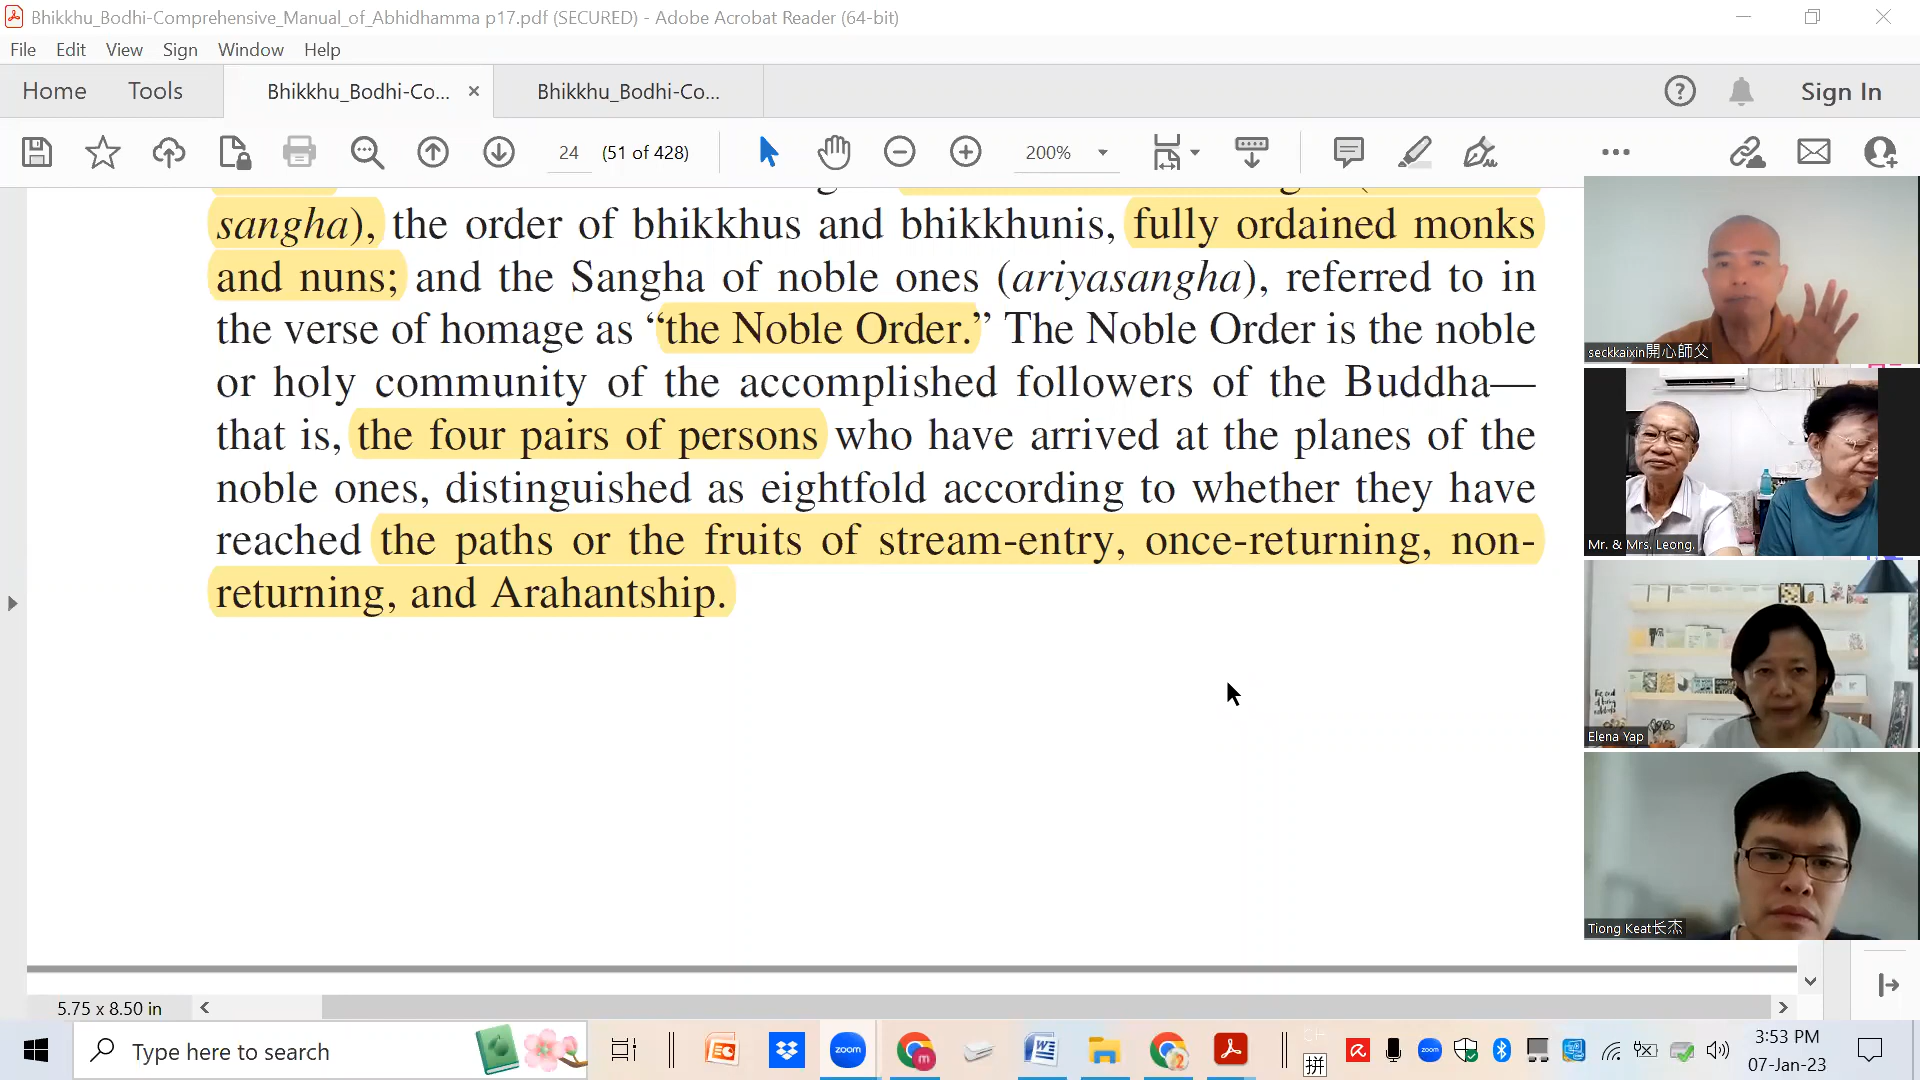 Bhikkhu_Bodhi-Comprehensive_Manual_of_Abhidhamma p17.pdf (SECURED) - Adobe Acrobat Reader (64-bit)
File Edit View Sign Window Help
Home Tools Bhikkhu_Bodhi-Co... × Bhikkhu_Bodhi-Co... Sign In
24 (51 of 428) 200%
sangha), the order of bhikkhus and bhikkhunis, fully ordained monks
and nuns; and the Sangha of noble ones (ariyasangha), referred to in
the verse of homage as “the Noble Order.” The Noble Order is the noble
or holy community of the accomplished followers of the Buddha—
that is, the four pairs of persons who have arrived at the planes of the
noble ones, distinguished as eightfold according to whether they have
reached the paths or the fruits of stream-entry, once-returning, non-
returning, and Arahantship.
seckkaixin開心師父
Mr. & Mrs. Leong.
Elena Yap
Tiong Keat长杰
5.75 x 8.50 in
Type here to search
zoom
zoom
拼
3:53 PM
07-Jan-23